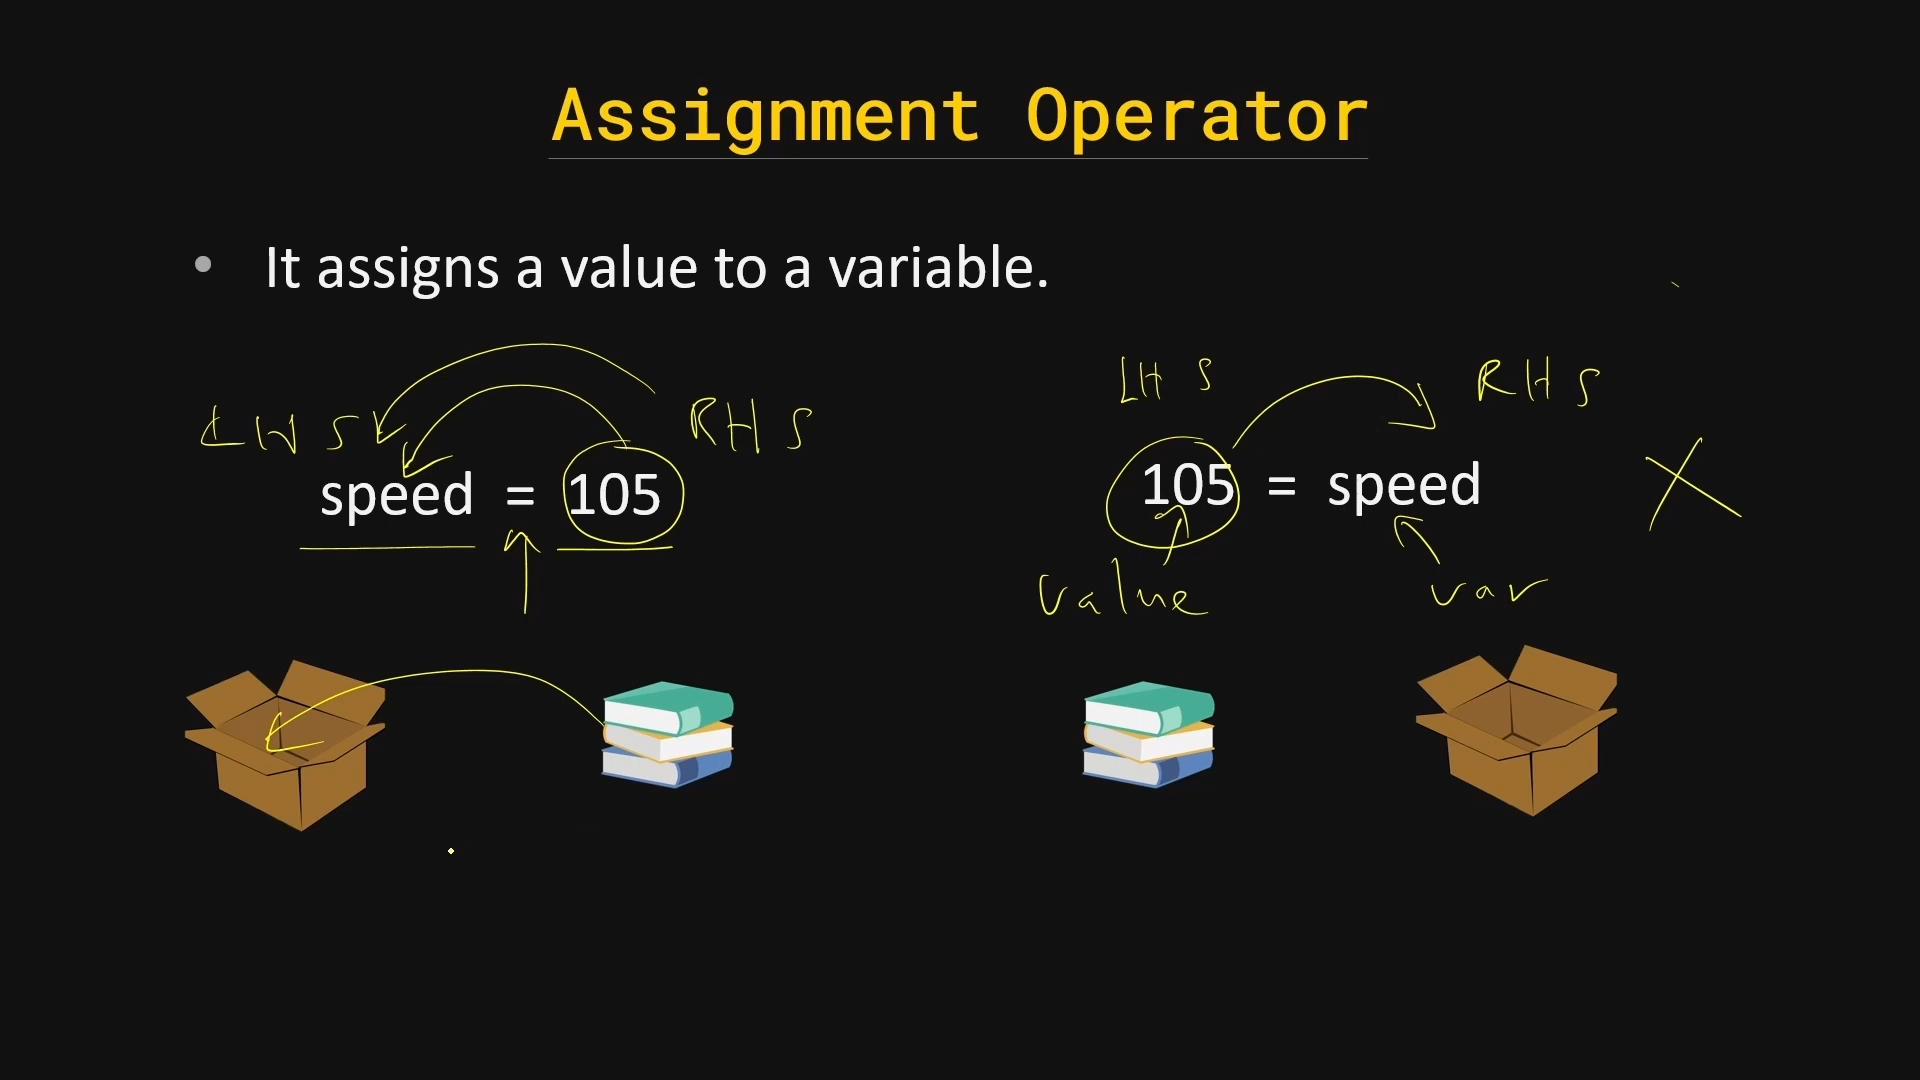 Assignment Operator
• It assigns a value to a variable.
LHS RHS
speed = 105
LHS RHS
105 = speed
value var